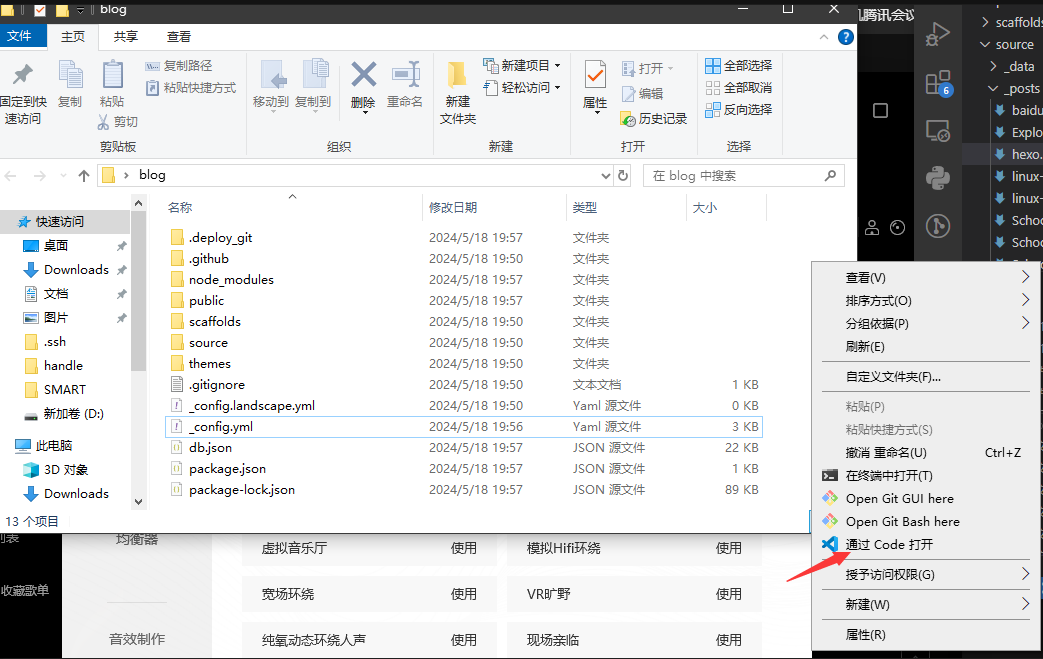 blog
文件 主页 共享 查看
固定到快速访问
复制
粘贴
复制路径
粘贴快捷方式
剪切
剪贴板
移动到 复制到 删除 重命名
组织
新建文件夹
新建项目
轻松访问
新建
属性
打开
编辑
历史记录
打开
全部选择
全部取消
反向选择
选择
blog
在 blog 中搜索
快速访问
桌面
Downloads
文档
图片
.ssh
handle
SMART
新加卷 (D:)
此电脑
3D 对象
Downloads
名称 修改日期 类型 大小
.deploy_git 2024/5/18 19:57 文件夹
.github 2024/5/18 19:50 文件夹
node_modules 2024/5/18 19:57 文件夹
public 2024/5/18 19:57 文件夹
scaffolds 2024/5/18 19:50 文件夹
source 2024/5/18 19:50 文件夹
themes 2024/5/18 19:50 文件夹
.gitignore 2024/5/18 19:50 文本文档 1 KB
_config.landscape.yml 2024/5/18 19:50 Yaml 源文件 0 KB
_config.yml 2024/5/18 19:56 Yaml 源文件 3 KB
db.json 2024/5/18 19:57 JSON 源文件 22 KB
package.json 2024/5/18 19:57 JSON 源文件 1 KB
package-lock.json 2024/5/18 19:57 JSON 源文件 89 KB
13 个项目
腾讯会议
6
scaffolds
source
_data
_posts
baidu
Explo
hexo.
linux-
linux-
Schoo
Schoo
查看(V)
排序方式(O)
分组依据(P)
刷新(E)
自定义文件夹(F)...
粘贴(P)
粘贴快捷方式(S)
撤消 重命名(U) Ctrl+Z
在终端中打开(T)
Open Git GUI here
Open Git Bash here
通过 Code 打开
授予访问权限(G)
新建(W)
属性(R)
收藏歌单
均衡器
音效制作
虚拟音乐厅 使用 模拟Hifi环绕 使用
宽场环绕 使用 VR旷野 使用
纯氧动态环绕人声 使用 现场亲临 使用